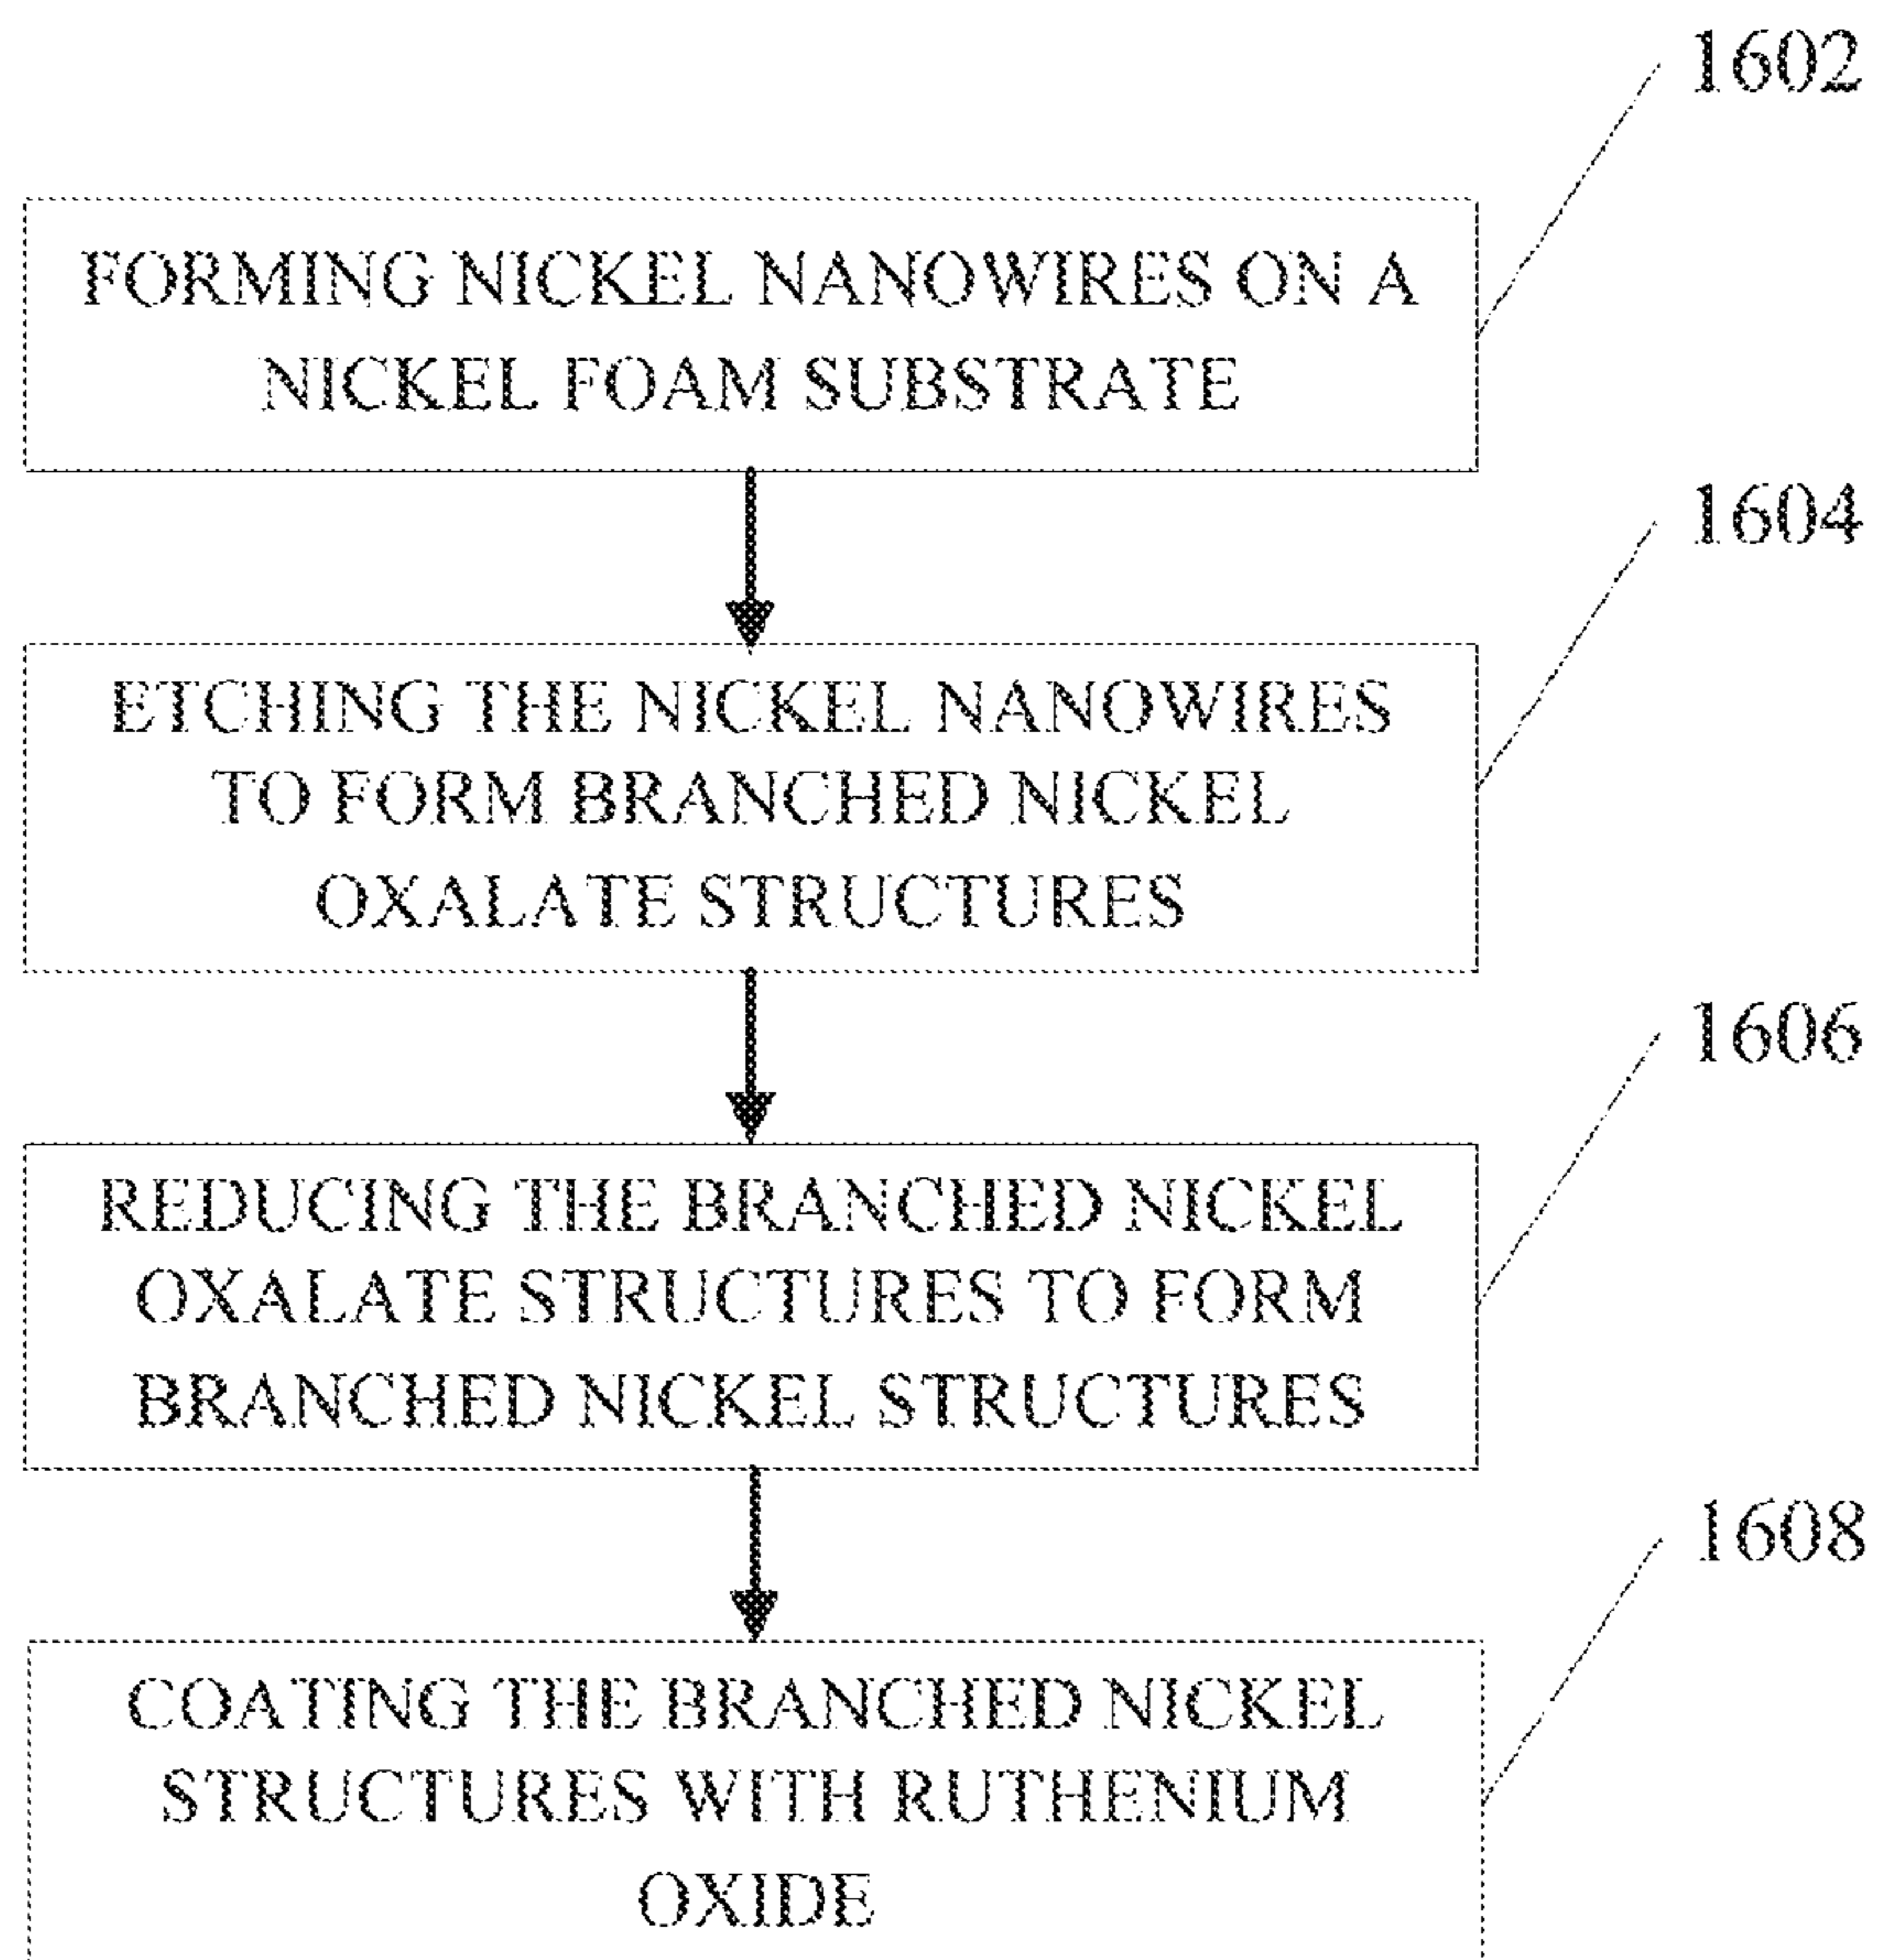 1602
FORMING NICKEL NANOWIRES ON A
NICKEL FOAM SUBSTRATE
1604
ETCHING THE NICKEL NANOWIRES
TO FORM BRANCHED NICKEL
OXALATE STRUCTURES
1606
REDUCING THE BRANCHED NICKEL
OXALATE STRUCTURES TO FORM
BRANCHED NICKEL STRUCTURES
1608
COATING THE BRANCHED NICKEL
STRUCTURES WITH RUTHENIUM
OXIDE